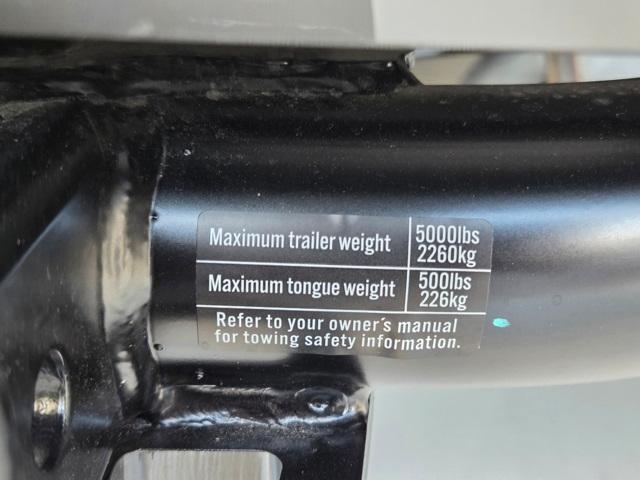 Maximum trailer weight 5000lbs
2260kg
Maximum tongue weight 500lbs
226kg
Refer to your owner´s manual
for towing safety information.